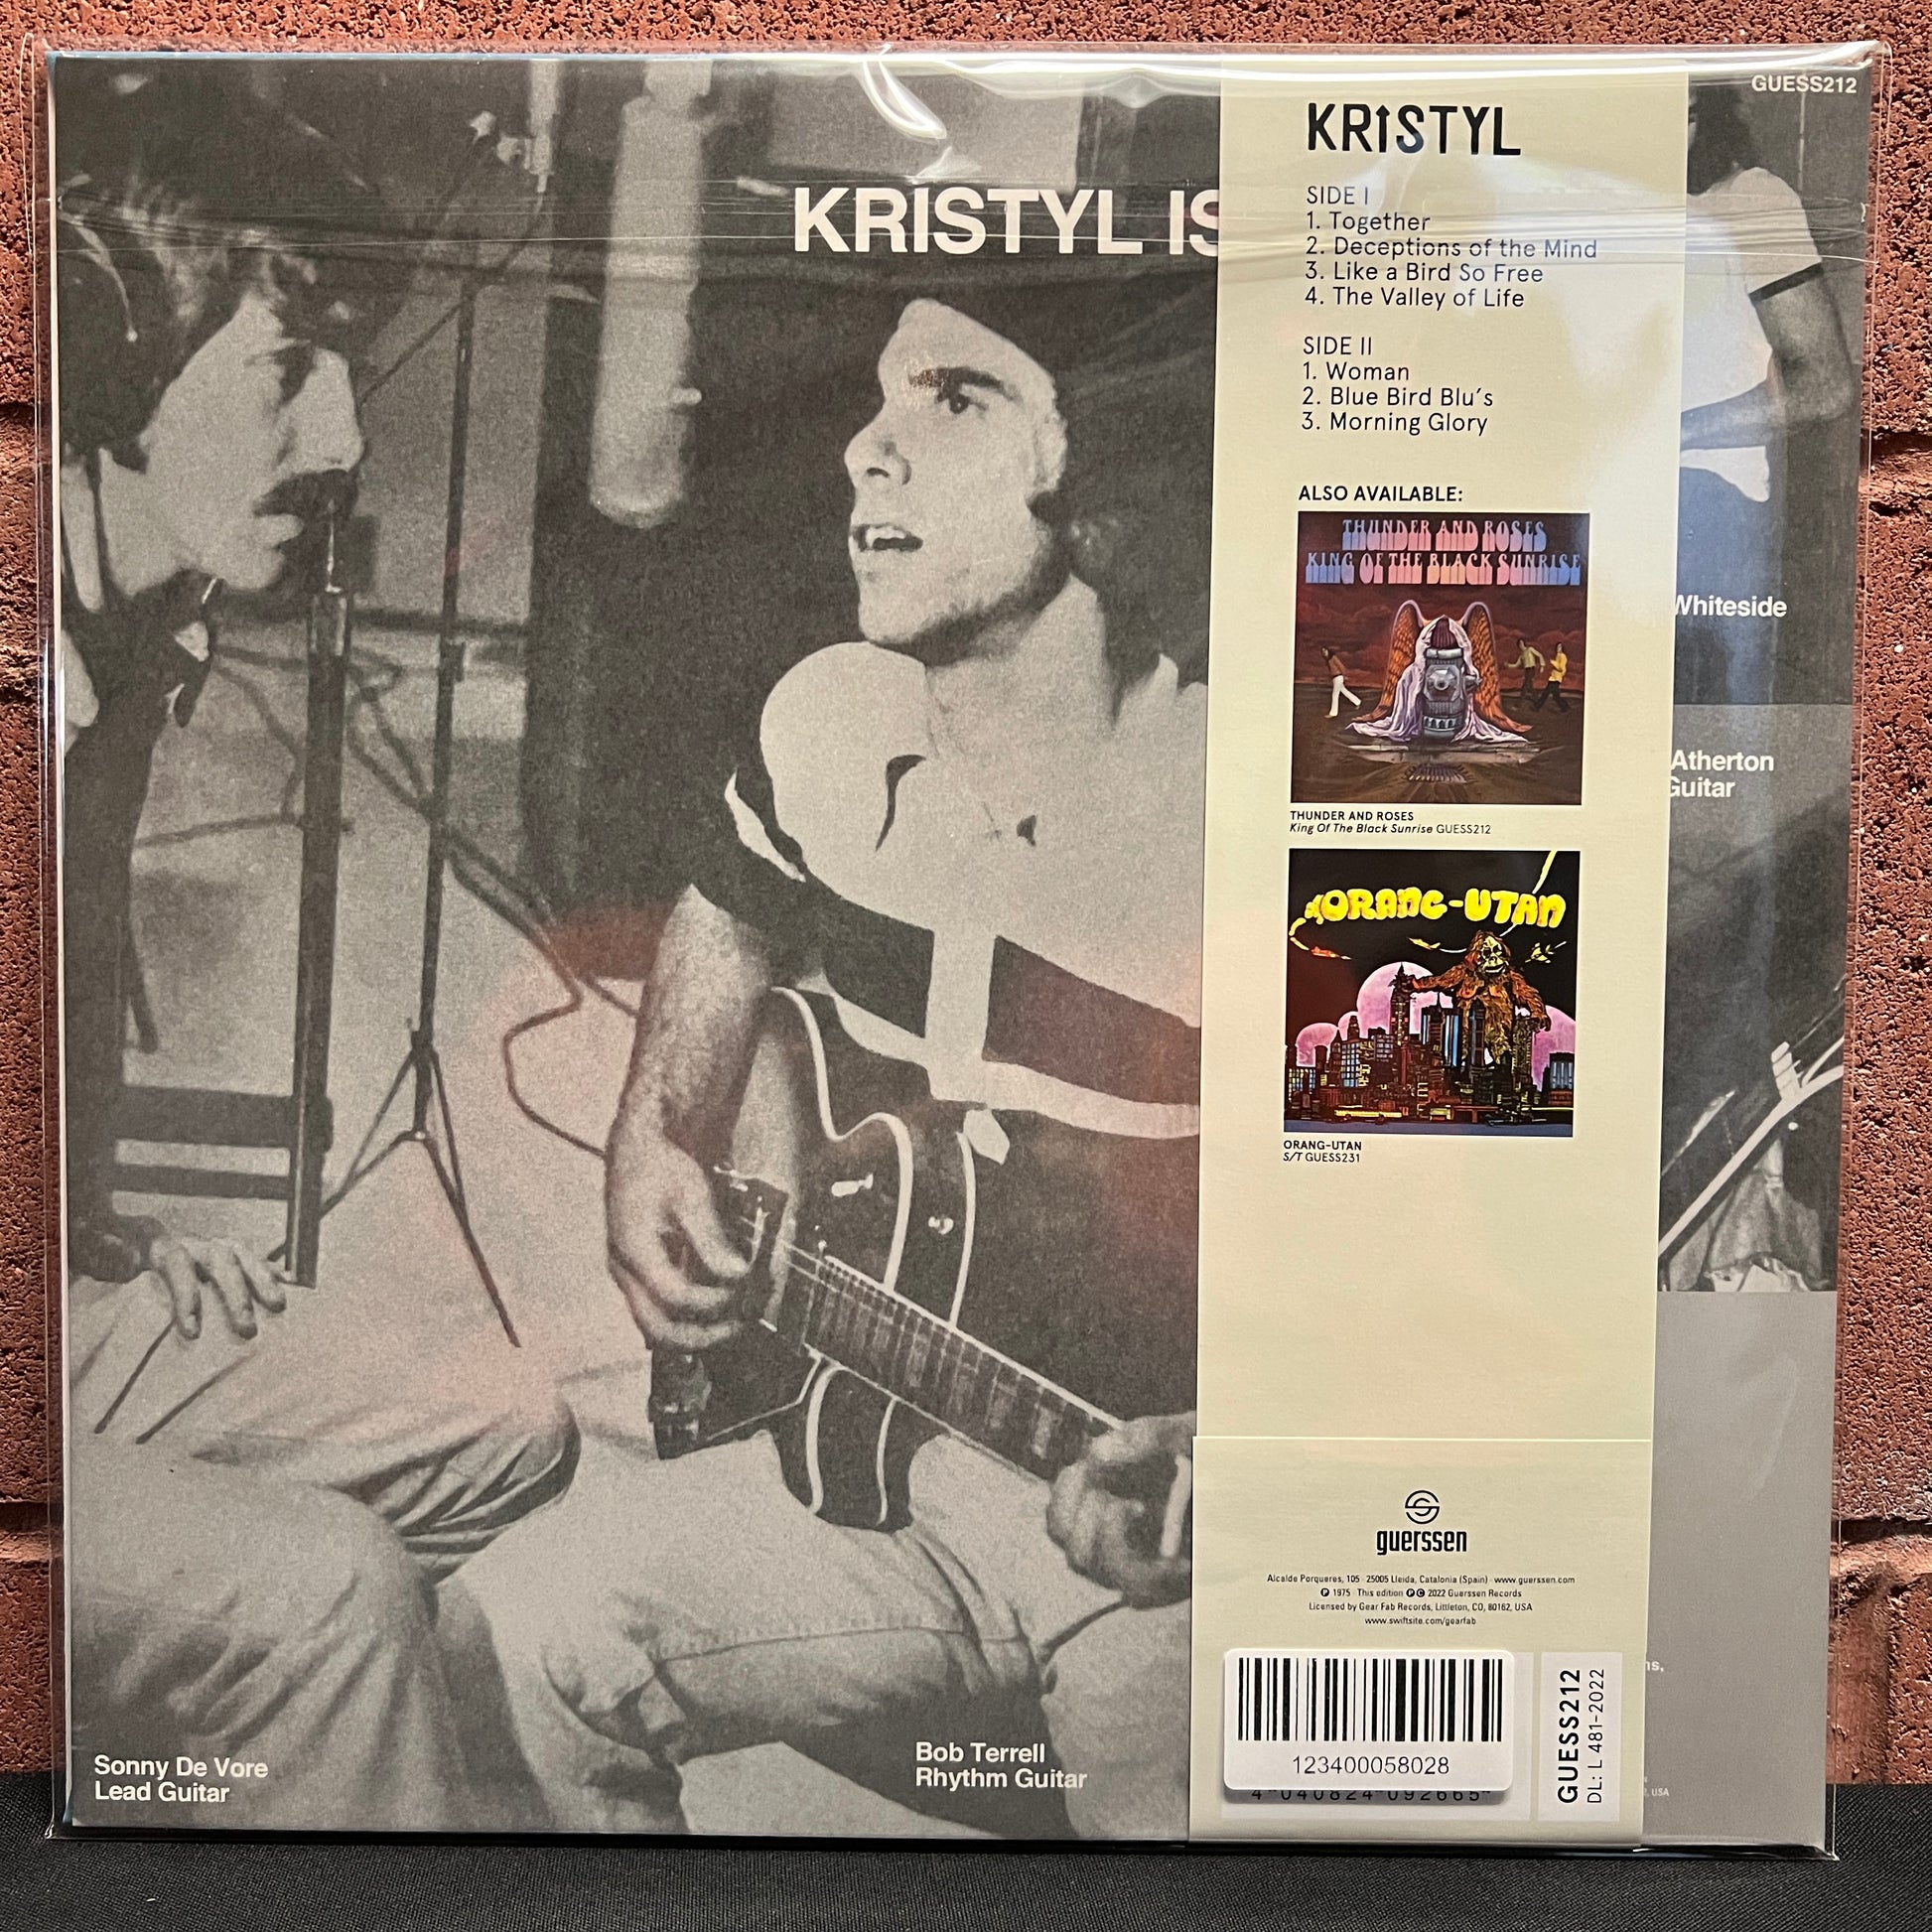 GUESS212
KRISTYL IS
KRISTYL
SIDE I
1. Together
2. Deceptions of the Mind
3. Like a Bird So Free
4. The Valley of Life
SIDE II
1. Woman
2. Blue Bird Blu's
3. Morning Glory
ALSO AVAILABLE:
THUNDER AND ROSES
KING OF THE BLACK SUNRISE
THUNDER AND ROSES
King Of The Black Sunrise GUESS212
ORANG-UTAN
ORANG-UTAN
S/T GUESS231
Whiteside
Atherton
Guitar
guerssen
Alcalde Porqueres, 105 · 25005 Lleida, Catalonia (Spain) · www.guerssen.com
℗ 1975 · This edition ℗ © 2022 Guerssen Records
Licensed by Gear Fab Records, Littleton, CO, 80162, USA
www.swiftsite.com/gearfab
123400058028
4 040824 092665
GUESS212
DL: L 481-2022
ns,
USA
Sonny De Vore
Lead Guitar
Bob Terrell
Rhythm Guitar